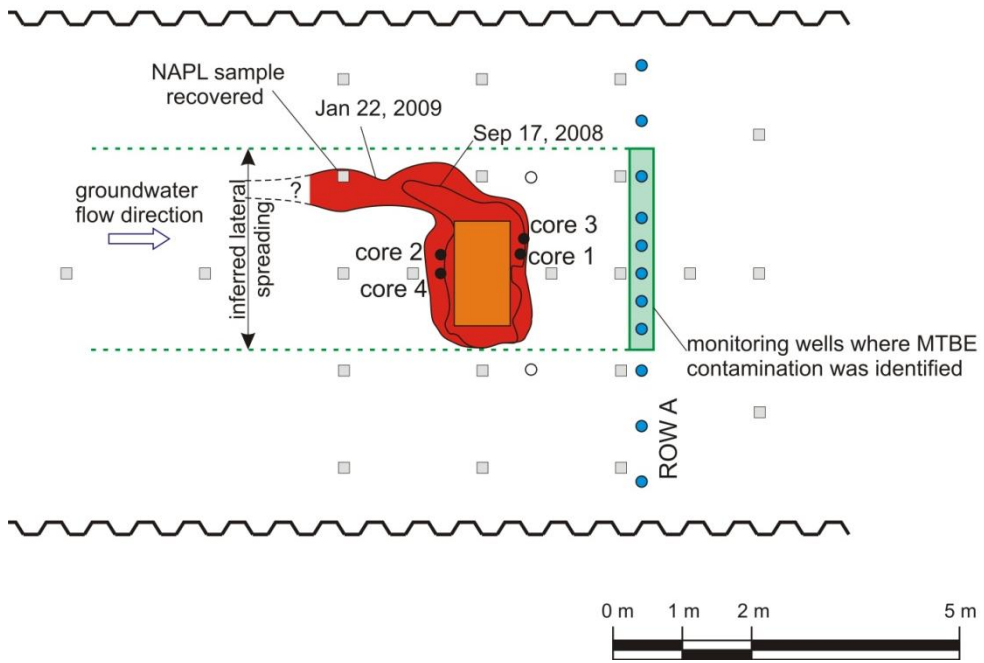 NAPL sample
recovered
Jan 22, 2009
Sep 17, 2008
groundwater
flow direction
?
inferred lateral
spreading
core 3
core 2
core 1
core 4
monitoring wells where MTBE
contamination was identified
ROW A
0 m 1 m 2 m 5 m